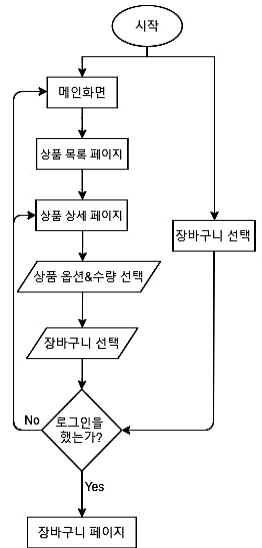 시작
메인화면
상품 목록 페이지
상품 상세 페이지
장바구니 선택
상품 옵션&수량 선택
장바구니 선택
로그인을
했는가?
No
Yes
장바구니 페이지